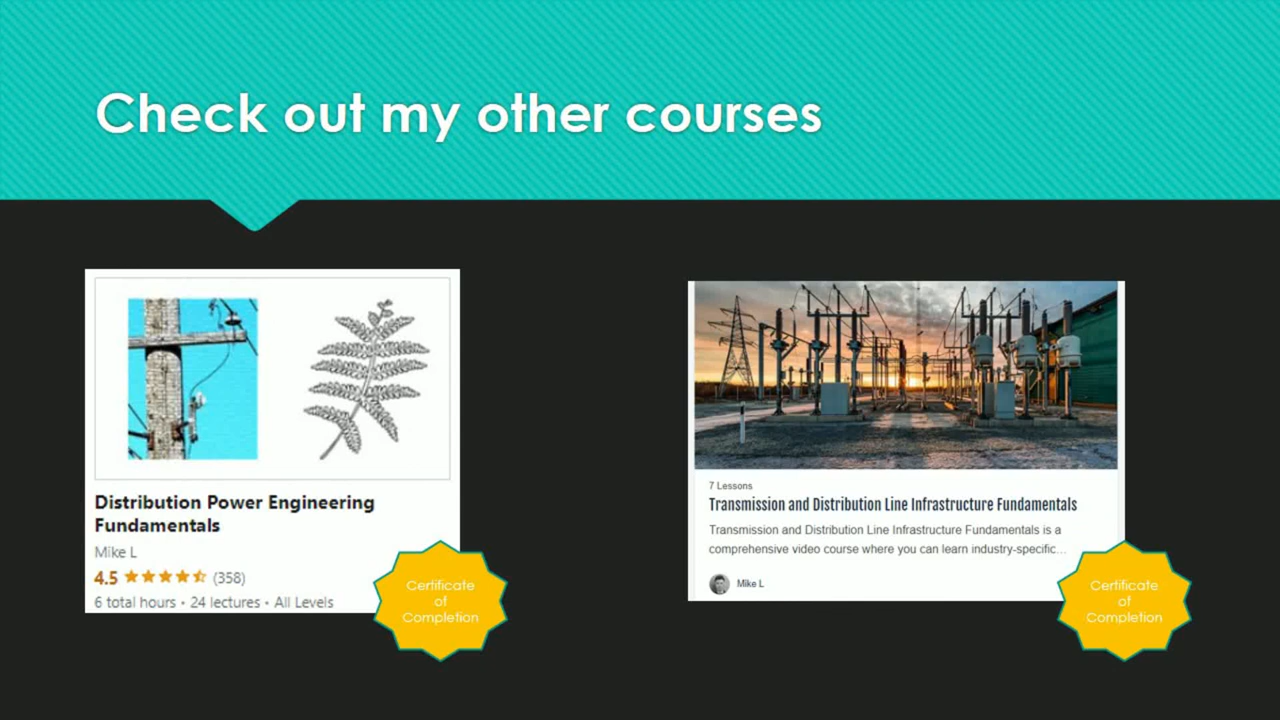 Check out my other courses
Distribution Power Engineering
Fundamentals
Mike L
4.5 (358)
6 total hours • 24 lectures • All Levels
Certificate
of
Completion
7 Lessons
Transmission and Distribution Line Infrastructure Fundamentals
Transmission and Distribution Line Infrastructure Fundamentals is a
comprehensive video course where you can learn industry-specific...
Mike L
Certificate
of
Completion